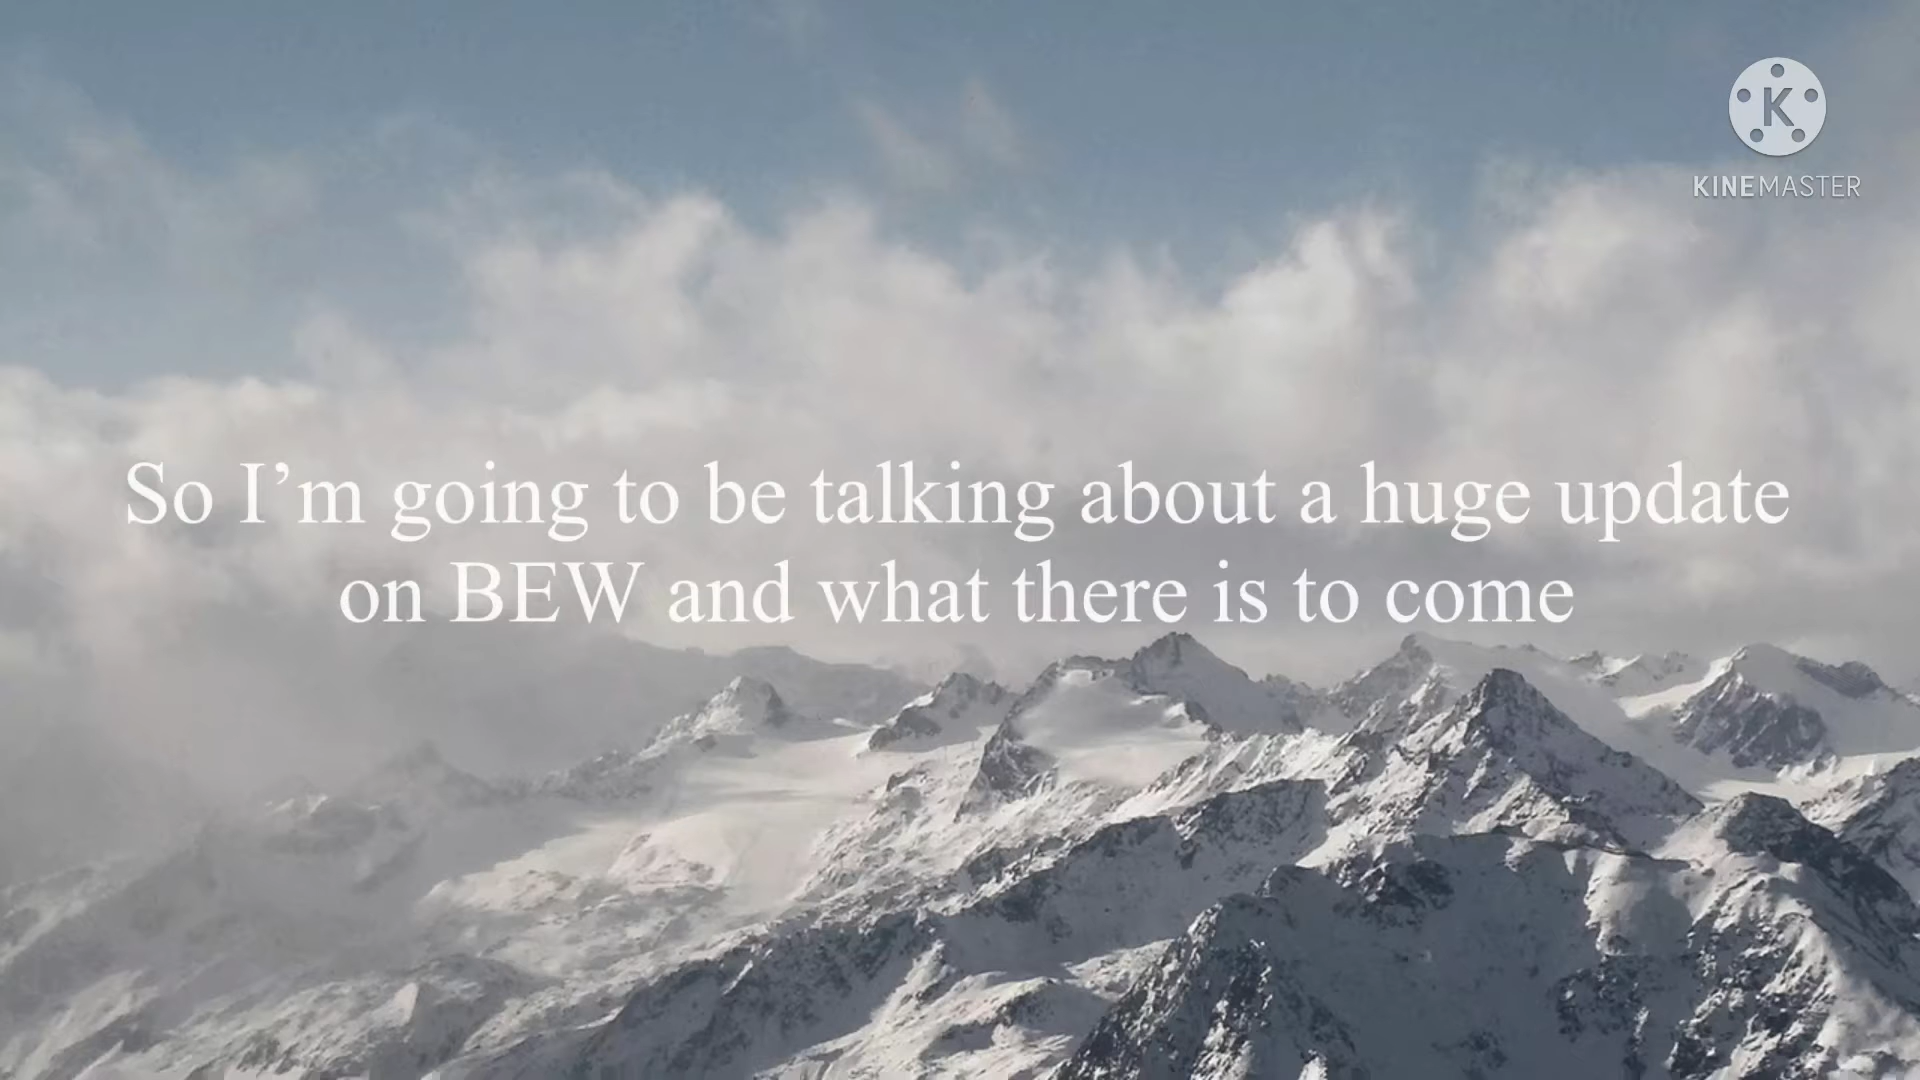 K
KINEMASTER
So I’m going to be talking about a huge update
on BEW and what there is to come